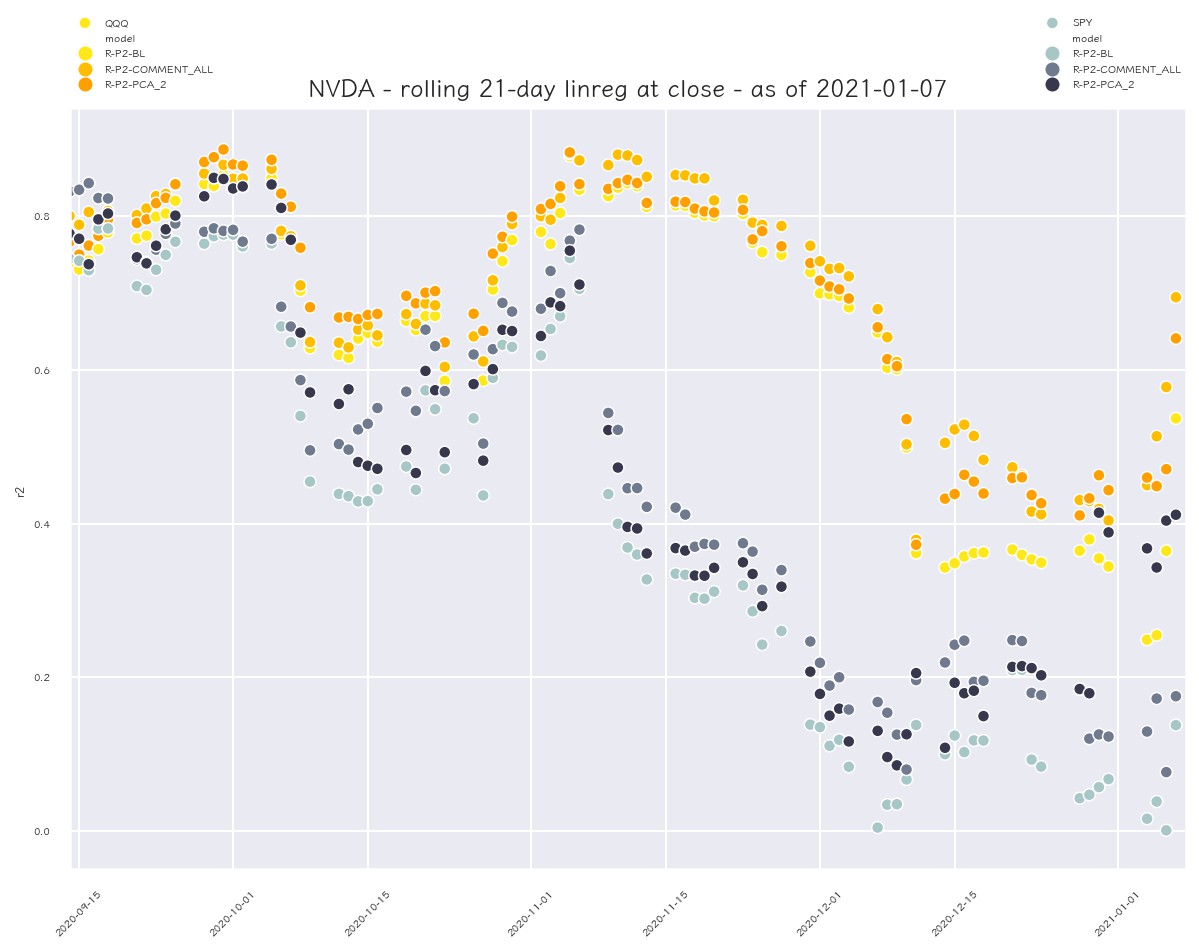 QQQ
model
R-P2-BL
R-P2-COMMENT_ALL
R-P2-PCA_2
SPY
model
R-P2-BL
R-P2-COMMENT_ALL
R-P2-PCA_2
NVDA - rolling 21-day linreg at close - as of 2021-01-07
r2
0.8
0.6
0.4
0.2
0.0
2020-09-15
2020-10-01
2020-10-15
2020-11-01
2020-11-15
2020-12-01
2020-12-15
2021-01-01